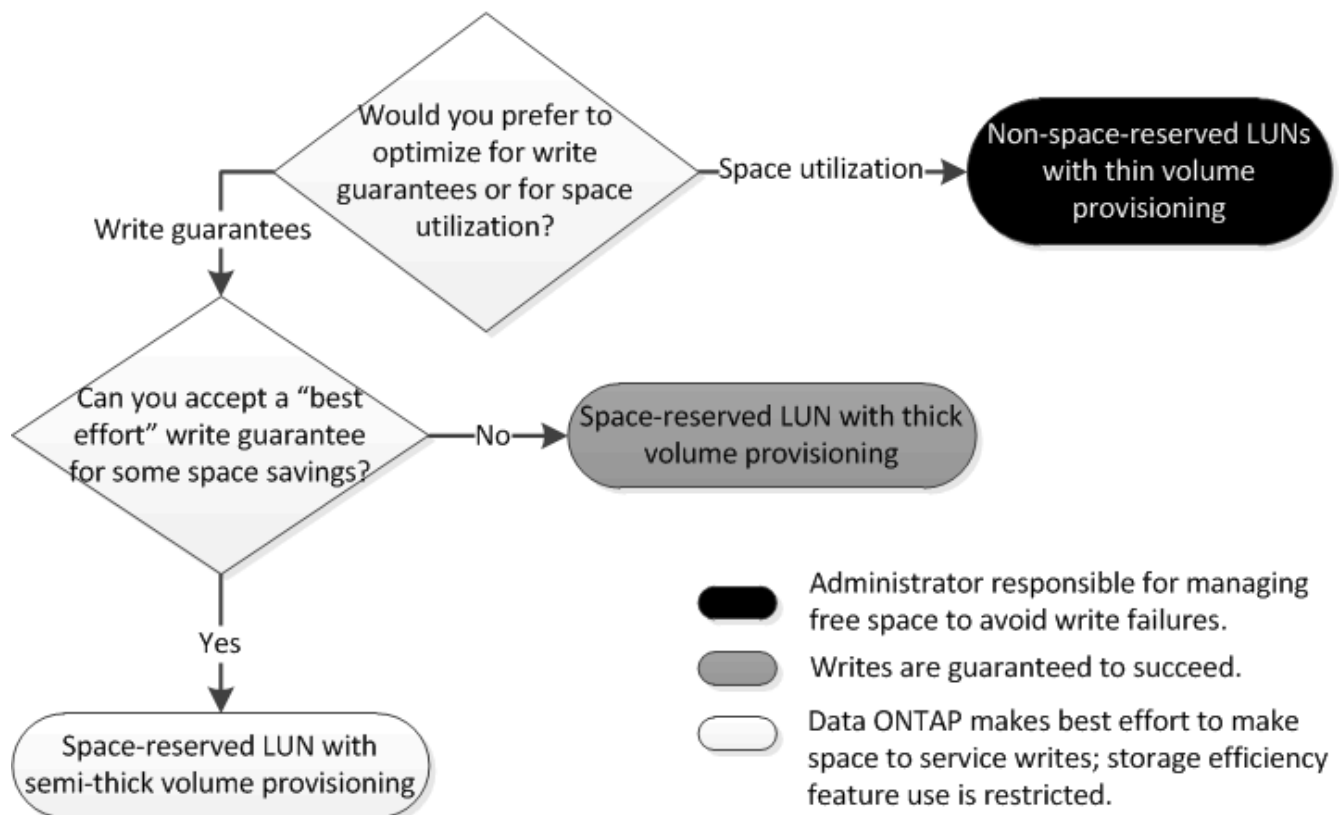 Would you prefer to
optimize for write
guarantees or for space
utilization?
Space utilization
Non-space-reserved LUNs
with thin volume
provisioning
Write guarantees
Can you accept a “best
effort” write guarantee
for some space savings?
No
Space-reserved LUN with thick
volume provisioning
Yes
Space-reserved LUN with
semi-thick volume provisioning
Administrator responsible for managing
free space to avoid write failures.
Writes are guaranteed to succeed.
Data ONTAP makes best effort to make
space to service writes; storage efficiency
feature use is restricted.